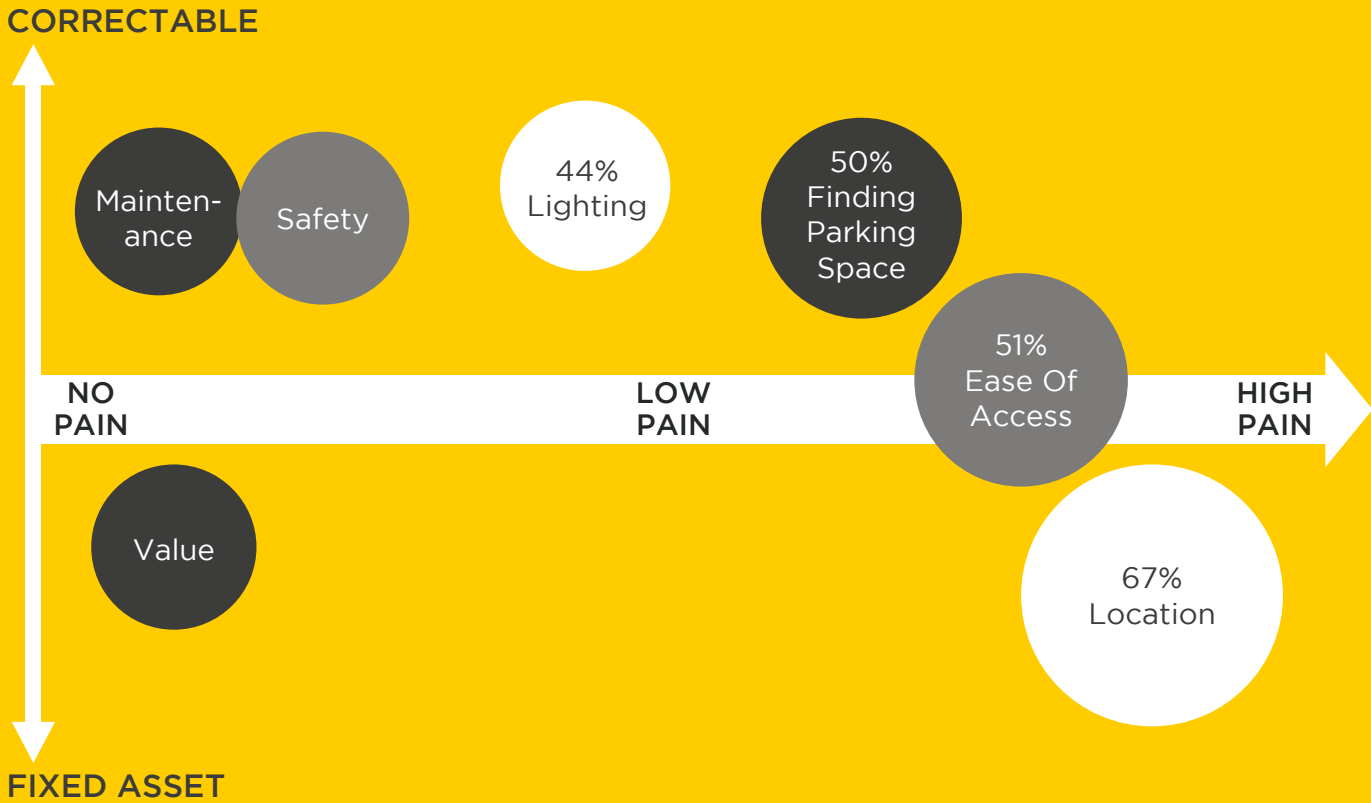 CORRECTABLE
Mainten-
ance
Safety
44%
Lighting
50%
Finding
Parking
Space
51%
Ease Of
Access
NO
PAIN
LOW
PAIN
HIGH
PAIN
Value
67%
Location
FIXED ASSET